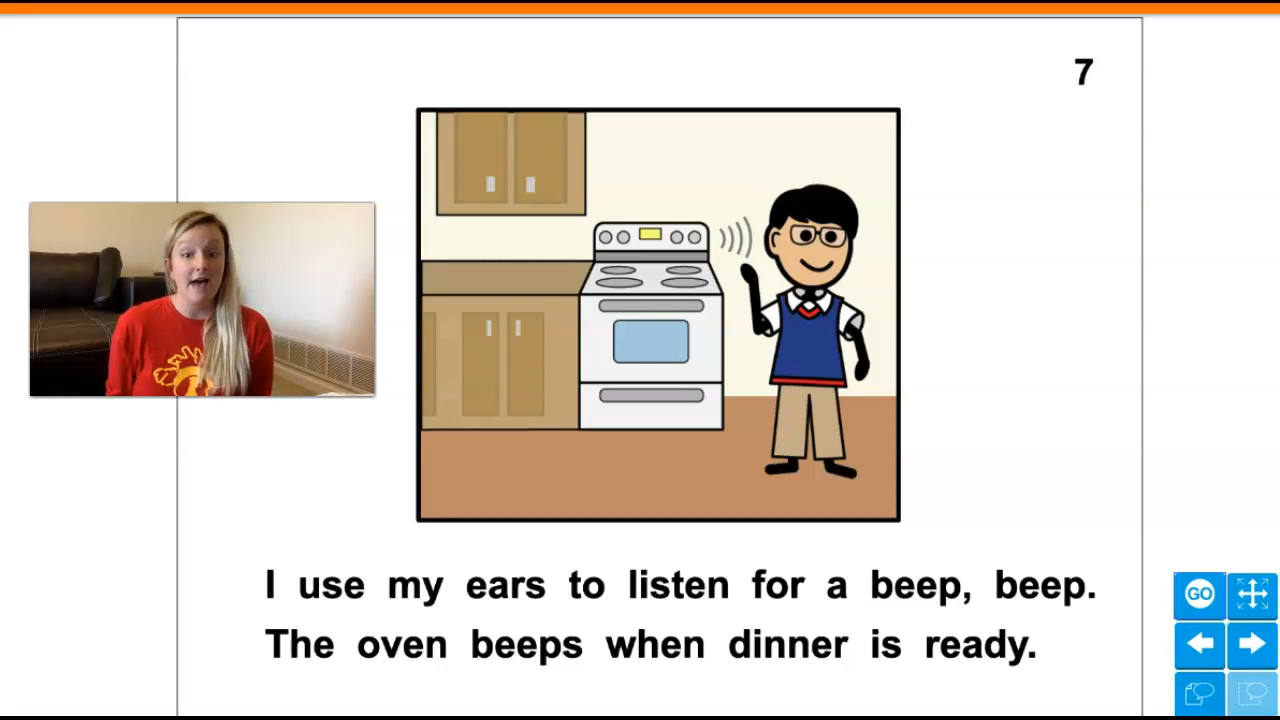 7
I use my ears to listen for a beep, beep.
The oven beeps when dinner is ready.
GO